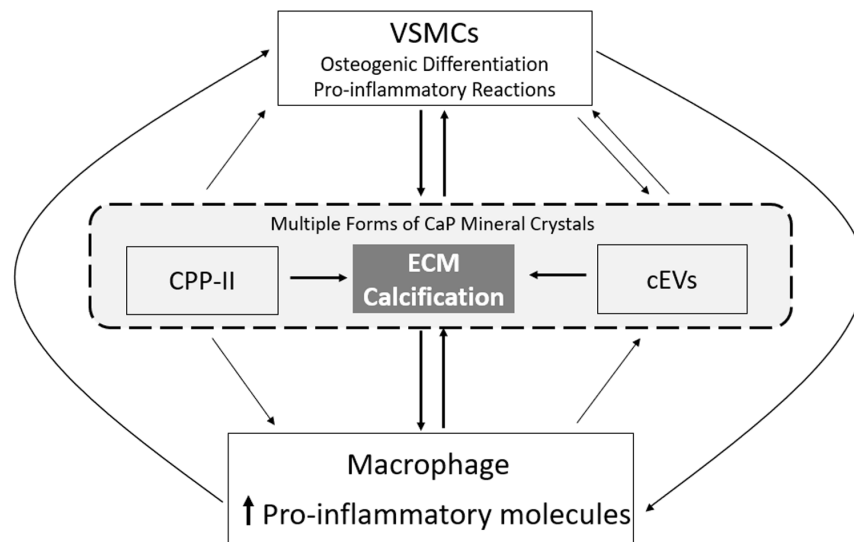 VSMCs
Osteogenic Differentiation
Pro-inflammatory Reactions
Multiple Forms of CaP Mineral Crystals
CPP-II
ECM
Calcification
cEVs
Macrophage
Pro-inflammatory molecules